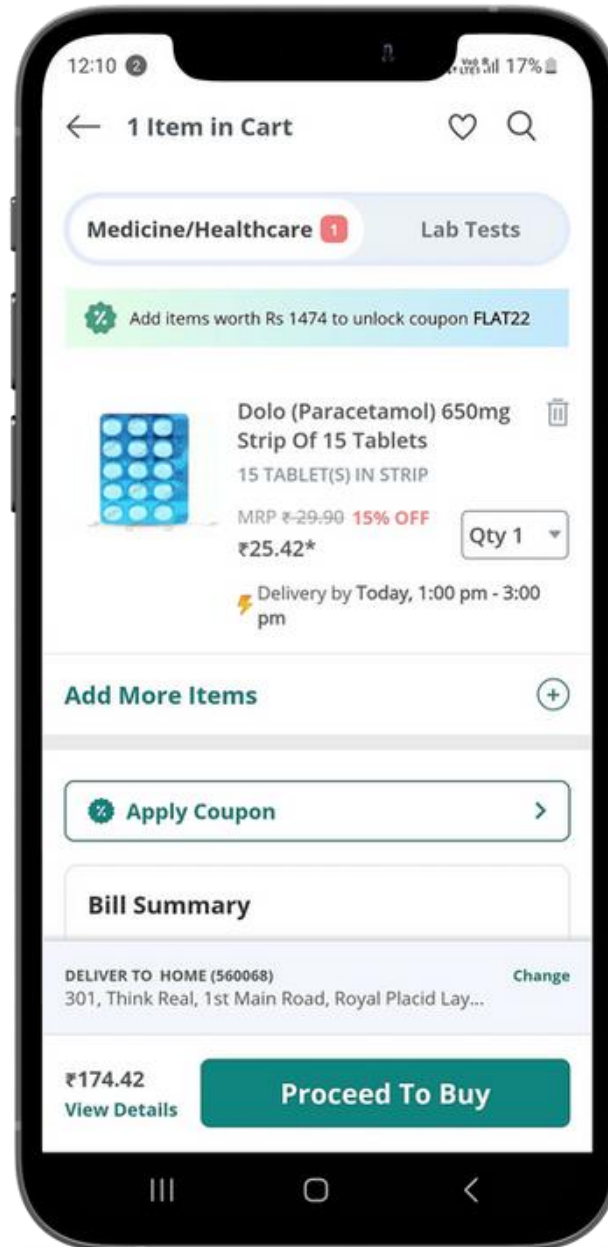 12:10 2 17%
1 Item in Cart
Medicine/Healthcare 1 Lab Tests
Add items worth Rs 1474 to unlock coupon FLAT22
Dolo (Paracetamol) 650mg
Strip Of 15 Tablets
15 TABLET(S) IN STRIP
MRP ₹ 29.90 15% OFF
₹25.42*
Qty 1
Delivery by Today, 1:00 pm - 3:00
pm
Add More Items
Apply Coupon
Bill Summary
DELIVER TO HOME (560068) Change
301, Think Real, 1st Main Road, Royal Placid Lay...
₹174.42
View Details
Proceed To Buy